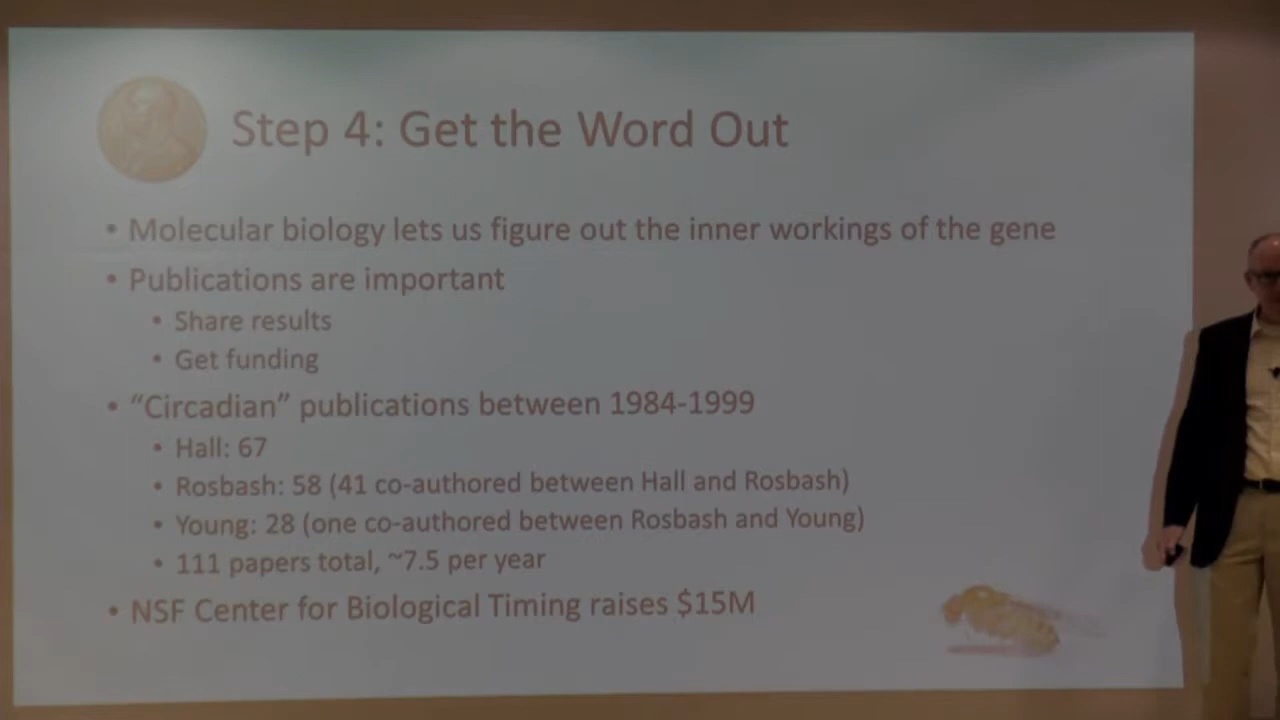 Step 4: Get the Word Out
• Molecular biology lets us figure out the inner workings of the gene
• Publications are important
• Share results
• Get funding
• “Circadian” publications between 1984-1999
• Hall: 67
• Rosbash: 58 (41 co-authored between Hall and Rosbash)
• Young: 28 (one co-authored between Rosbash and Young)
• 111 papers total, ~7.5 per year
• NSF Center for Biological Timing raises $15M